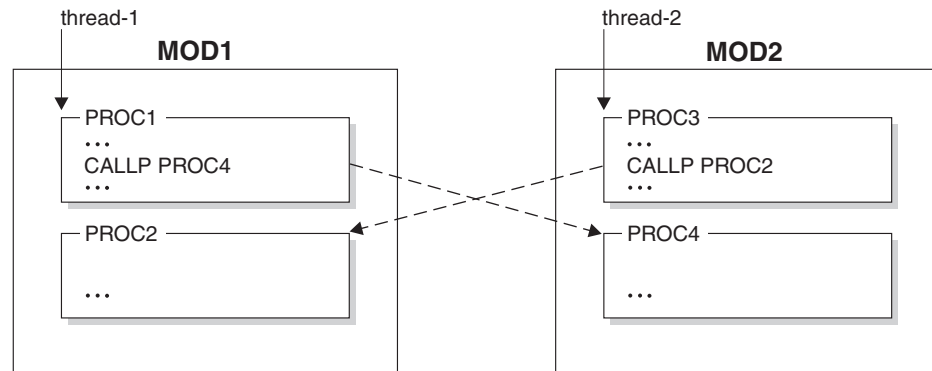 thread-1
MOD1
PROC1
...
CALLP PROC4
...
PROC2
...
thread-2
MOD2
PROC3
...
CALLP PROC2
...
PROC4
...